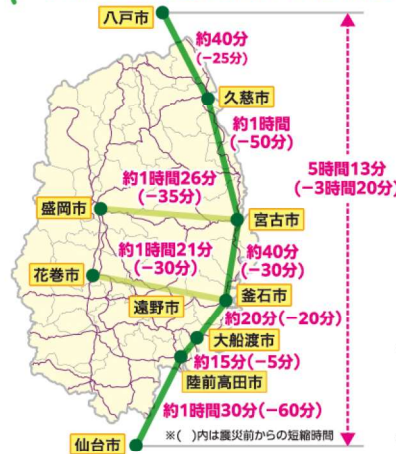 八戸市
約40分
(−25分)
久慈市
約1時間
(−50分)
5時間13分
(−3時間20分)
約1時間26分
(−35分)
盛岡市
宮古市
約1時間21分
(−30分)
約40分
(−30分)
花巻市
遠野市
釜石市
約20分(−20分)
大船渡市
約15分(−5分)
陸前高田市
約1時間30分(−60分)
※( )内は震災前からの短縮時間
仙台市